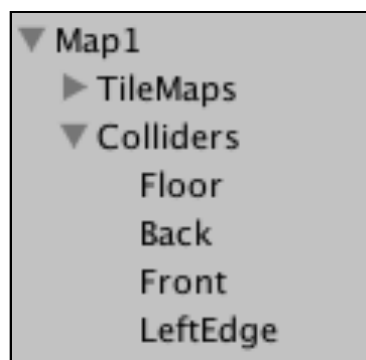 Map1
TileMaps
Colliders
Floor
Back
Front
LeftEdge